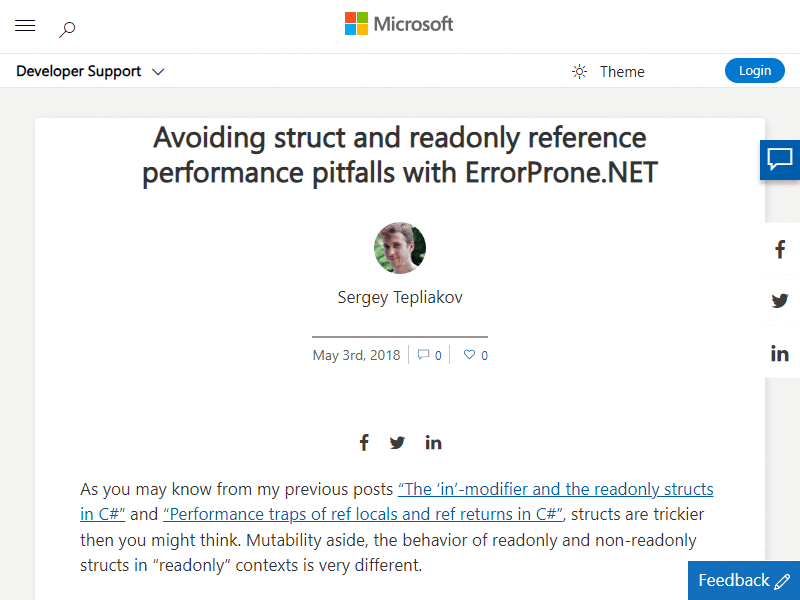 Microsoft
Developer Support
Theme
Login
Avoiding struct and readonly reference
performance pitfalls with ErrorProne.NET
Sergey Tepliakov
May 3rd, 2018
0
0
As you may know from my previous posts “The ‘in’-modifier and the readonly structs
in C#” and “Performance traps of ref locals and ref returns in C#”, structs are trickier
then you might think. Mutability aside, the behavior of readonly and non-readonly
structs in “readonly” contexts is very different.
Feedback